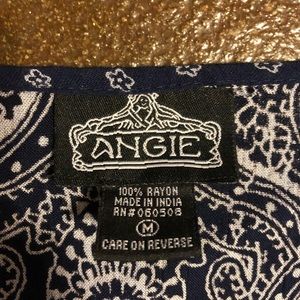 ANGIE
100% RAYON
MADE IN INDIA
RN#060508
M
CARE ON REVERSE